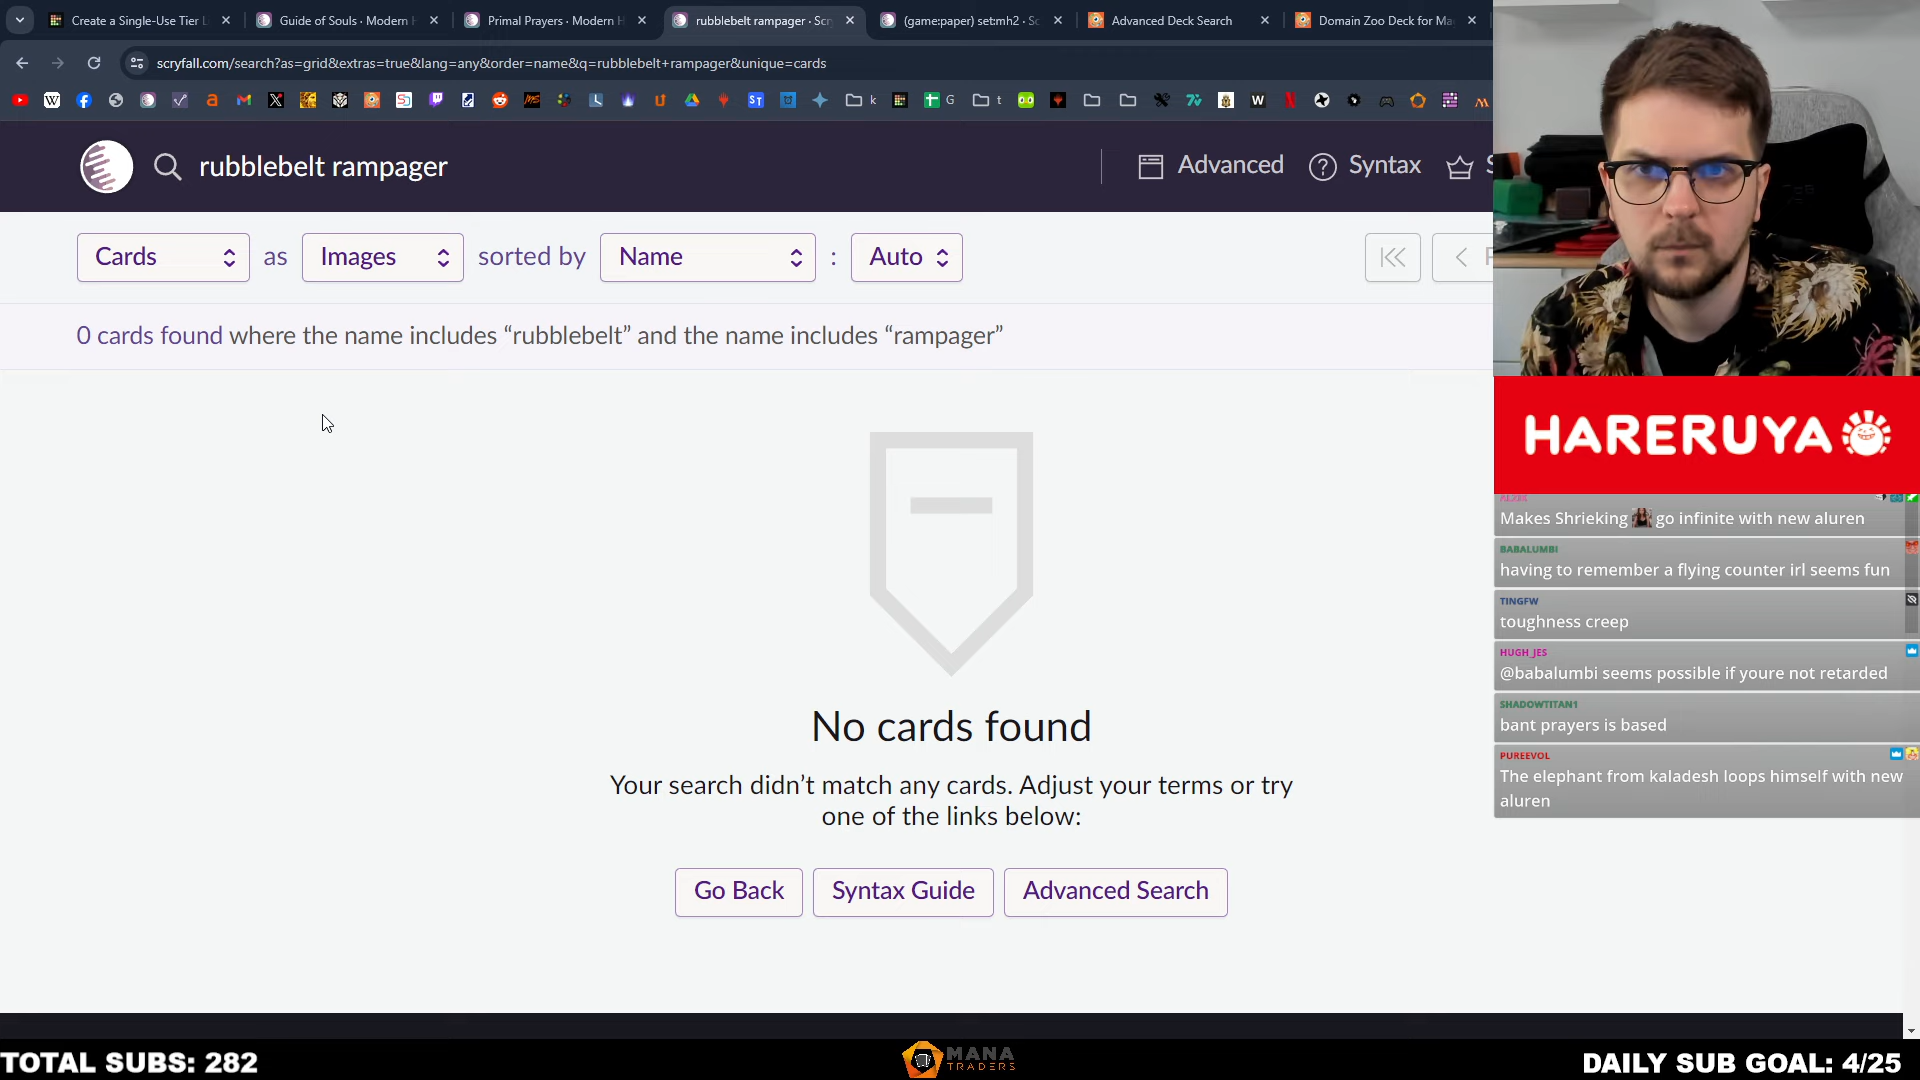 Create a Single-Use Tier L
Guide of Souls · Modern H
Primal Prayers · Modern H
rubblebelt rampager · Scr
(game:paper) set:mh2 · Sc
Advanced Deck Search
Domain Zoo Deck for Ma
scryfall.com/search?as=grid&extras=true&lang=any&order=name&q=rubblebelt+rampager&unique=cards
k
G
t
rubblebelt rampager
Advanced
Syntax
S
Cards
as
Images
sorted by
Name
:
Auto
0 cards found where the name includes “rubblebelt” and the name includes “rampager”
No cards found
Your search didn’t match any cards. Adjust your terms or try
one of the links below:
Go Back
Syntax Guide
Advanced Search
HARERUYA
Makes Shrieking go infinite with new aluren
BABALUMBI
having to remember a flying counter irl seems fun
TINGFW
toughness creep
HUGH_JES
@babalumbi seems possible if youre not retarded
SHADOWTITAN1
bant prayers is based
PUREEVOL
The elephant from kaladesh loops himself with new
aluren
TOTAL SUBS: 282
MANA
TRADERS
DAILY SUB GOAL: 4/25